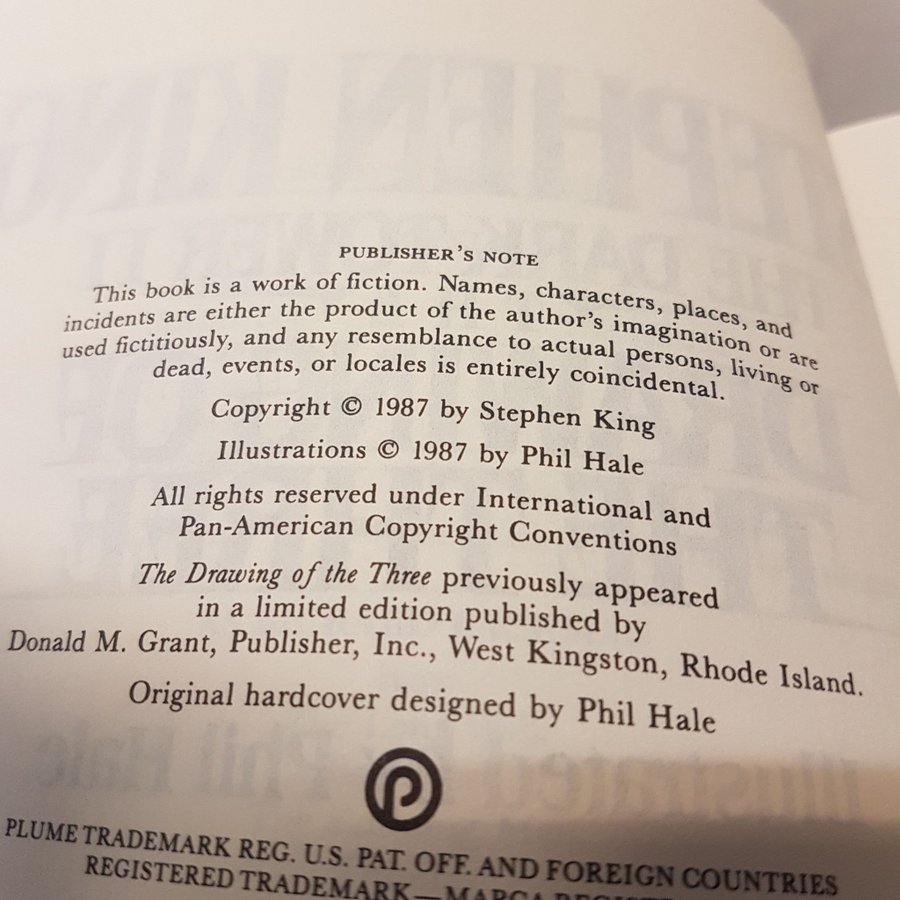 PUBLISHER'S NOTE
This book is a work of fiction. Names, characters, places, and
incidents are either the product of the author's imagination or are
used fictitiously, and any resemblance to actual persons, living or
dead, events, or locales is entirely coincidental.
Copyright © 1987 by Stephen King
Illustrations © 1987 by Phil Hale
All rights reserved under International and
Pan-American Copyright Conventions
The Drawing of the Three previously appeared
in a limited edition published by
Donald M. Grant, Publisher, Inc., West Kingston, Rhode Island.
Original hardcover designed by Phil Hale
PLUME TRADEMARK REG. U.S. PAT. OFF. AND FOREIGN COUNTRIES
REGISTERED TRADEMARK—MARCA